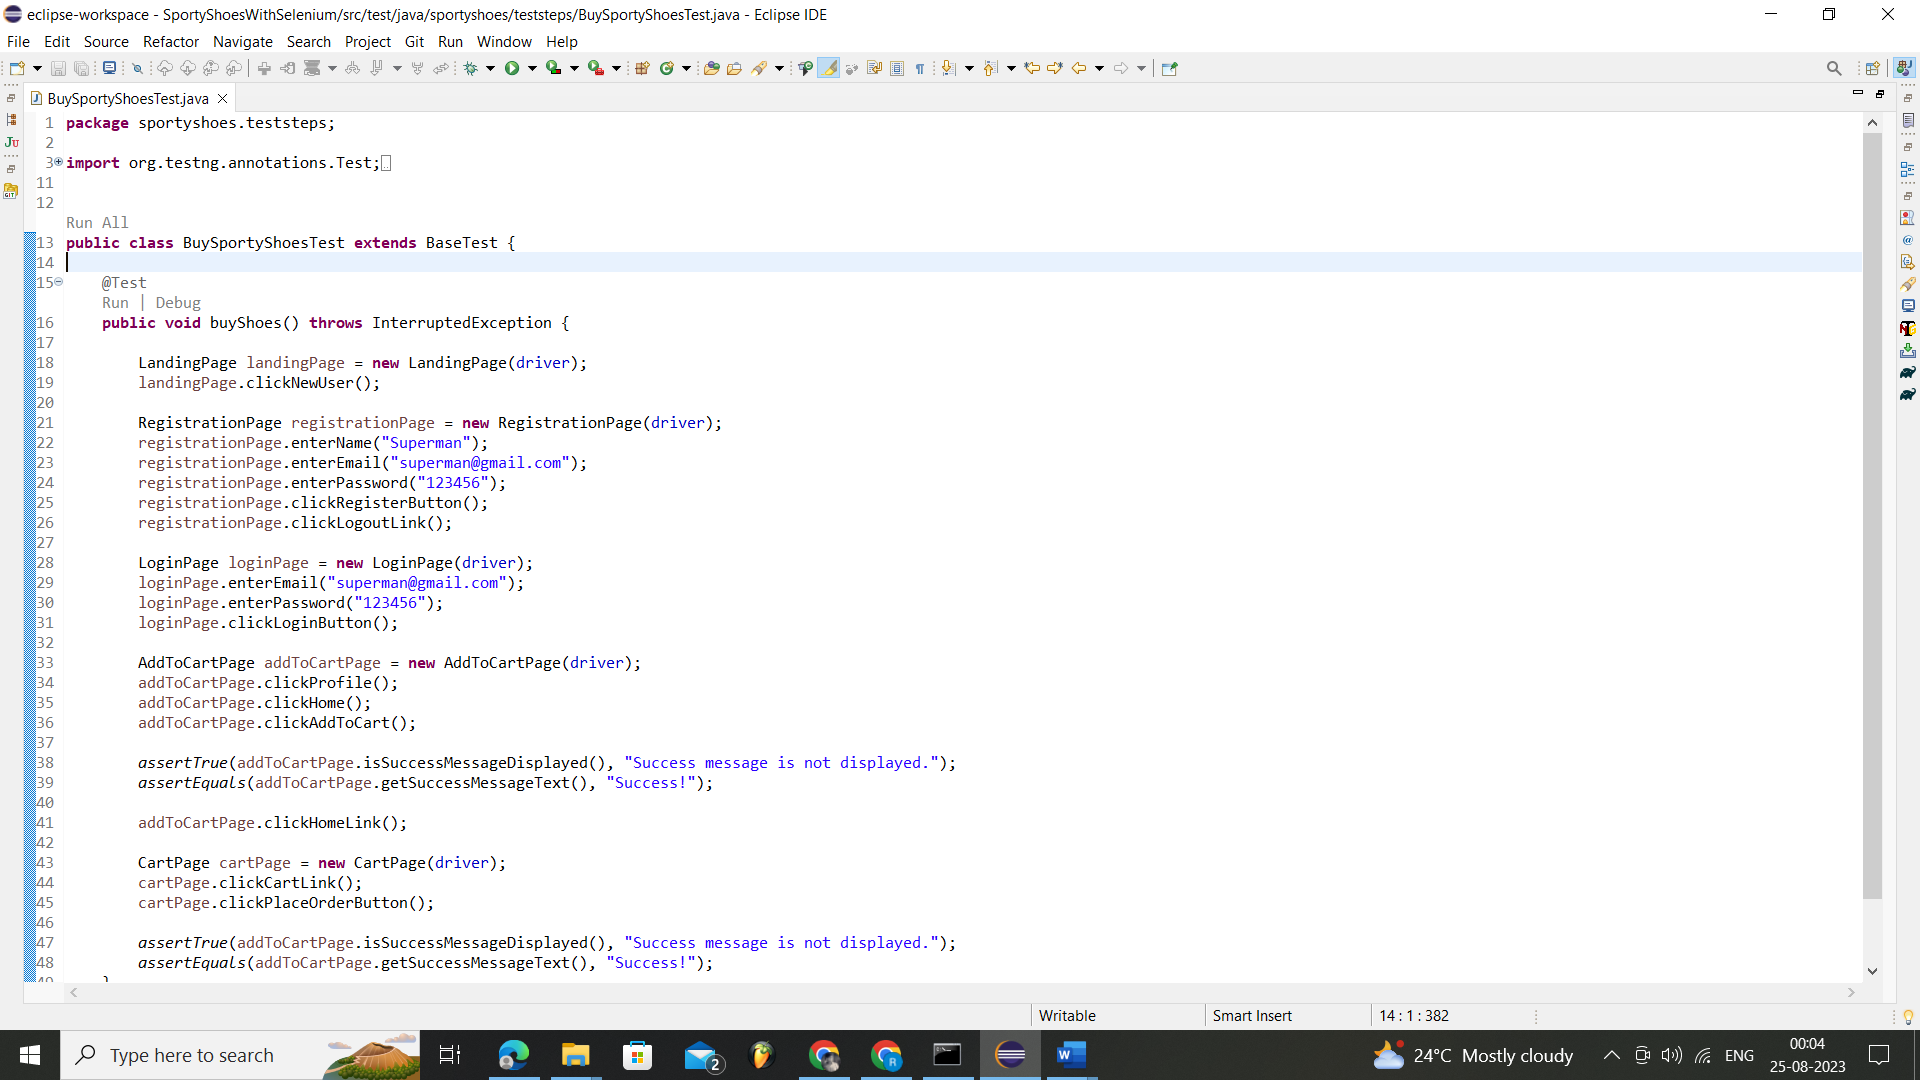 eclipse-workspace - SportyShoesWithSelenium/src/test/java/sportyshoes/teststeps/BuySportyShoesTest.java - Eclipse IDE
File Edit Source Refactor Navigate Search Project Git Run Window Help
BuySportyShoesTest.java
1 package sportyshoes.teststeps;
2
3 import org.testng.annotations.Test;
11
12
Run All
13 public class BuySportyShoesTest extends BaseTest {
14
15 @Test
Run | Debug
16 public void buyShoes() throws InterruptedException {
17
18 LandingPage landingPage = new LandingPage(driver);
19 landingPage.clickNewUser();
20
21 RegistrationPage registrationPage = new RegistrationPage(driver);
22 registrationPage.enterName("Superman");
23 registrationPage.enterEmail("superman@gmail.com");
24 registrationPage.enterPassword("123456");
25 registrationPage.clickRegisterButton();
26 registrationPage.clickLogoutLink();
27
28 LoginPage loginPage = new LoginPage(driver);
29 loginPage.enterEmail("superman@gmail.com");
30 loginPage.enterPassword("123456");
31 loginPage.clickLoginButton();
32
33 AddToCartPage addToCartPage = new AddToCartPage(driver);
34 addToCartPage.clickProfile();
35 addToCartPage.clickHome();
36 addToCartPage.clickAddToCart();
37
38 assertTrue(addToCartPage.isSuccessMessageDisplayed(), "Success message is not displayed.");
39 assertEquals(addToCartPage.getSuccessMessageText(), "Success!");
40
41 addToCartPage.clickHomeLink();
42
43 CartPage cartPage = new CartPage(driver);
44 cartPage.clickCartLink();
45 cartPage.clickPlaceOrderButton();
46
47 assertTrue(addToCartPage.isSuccessMessageDisplayed(), "Success message is not displayed.");
48 assertEquals(addToCartPage.getSuccessMessageText(), "Success!");
49 }
Writable Smart Insert 14 : 1 : 382
Type here to search 2 24°C Mostly cloudy ENG 00:04
25-08-2023